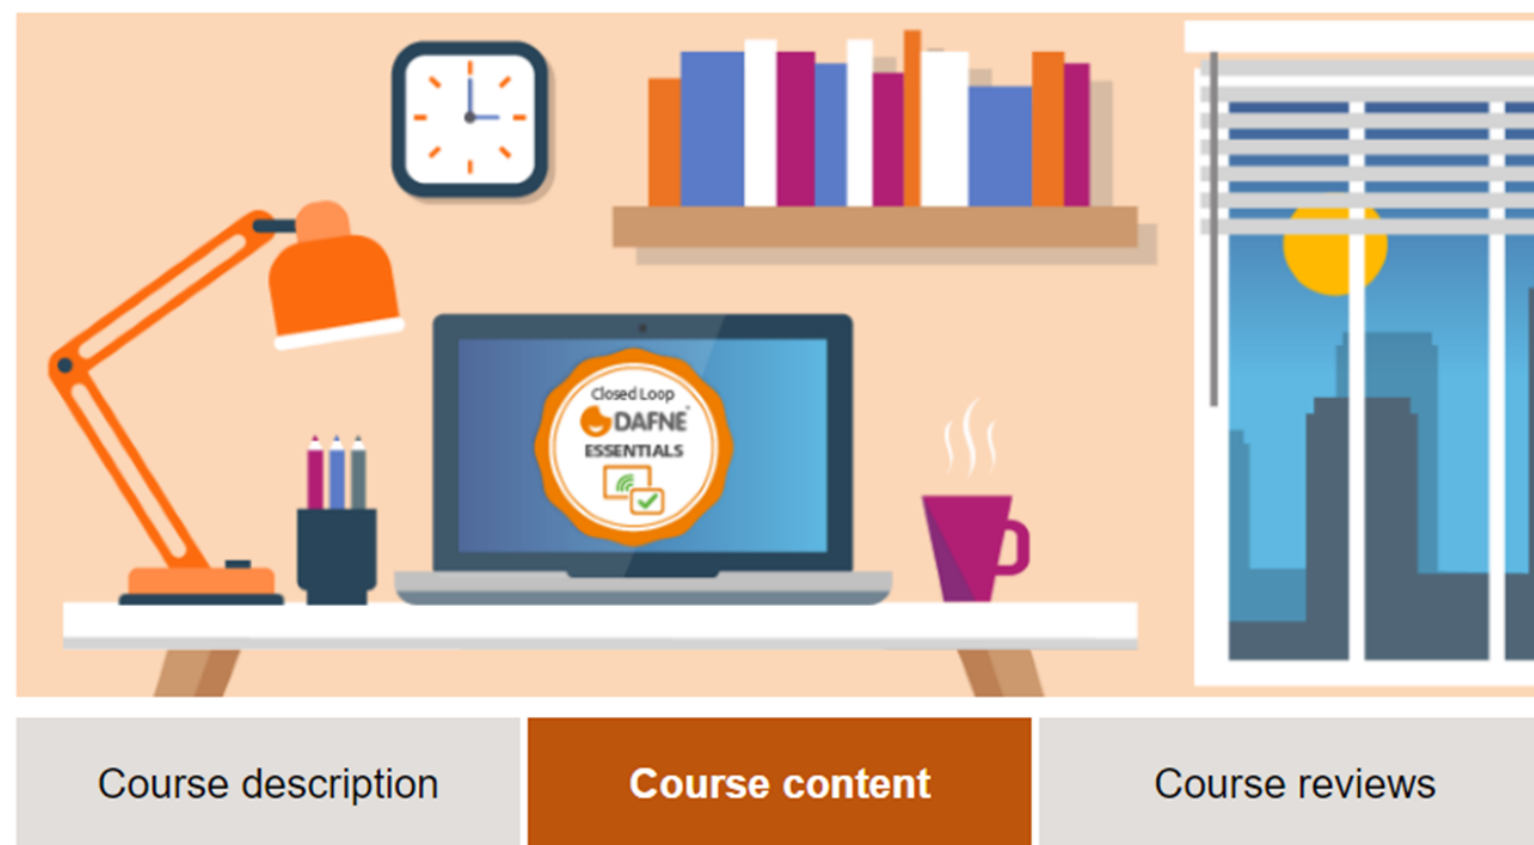 Closed Loop
DAFNE
ESSENTIALS
Course description
Course content
Course reviews